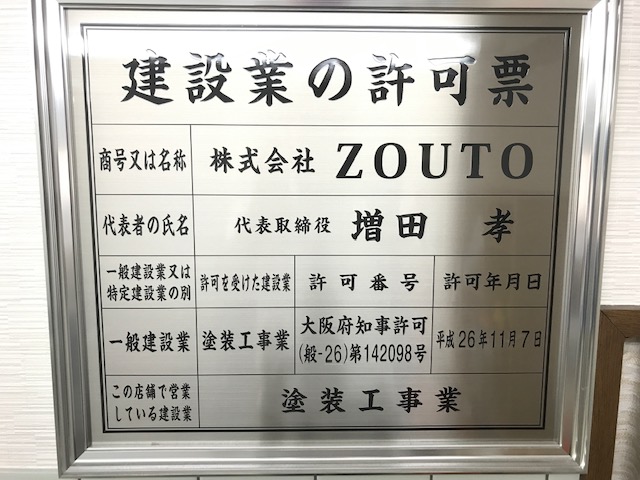 建設業の許可票
商号又は名称 株式会社 ZOUTO
代表者の氏名 代表取締役 増田 孝
一般建設業又は
特定建設業の別
許可を受けた建設業 許可番号 許可年月日
一般建設業 塗装工事業
大阪府知事許可
(般-26)第142098号
平成26年11月7日
この店舗で営業
している建設業
塗装工事業